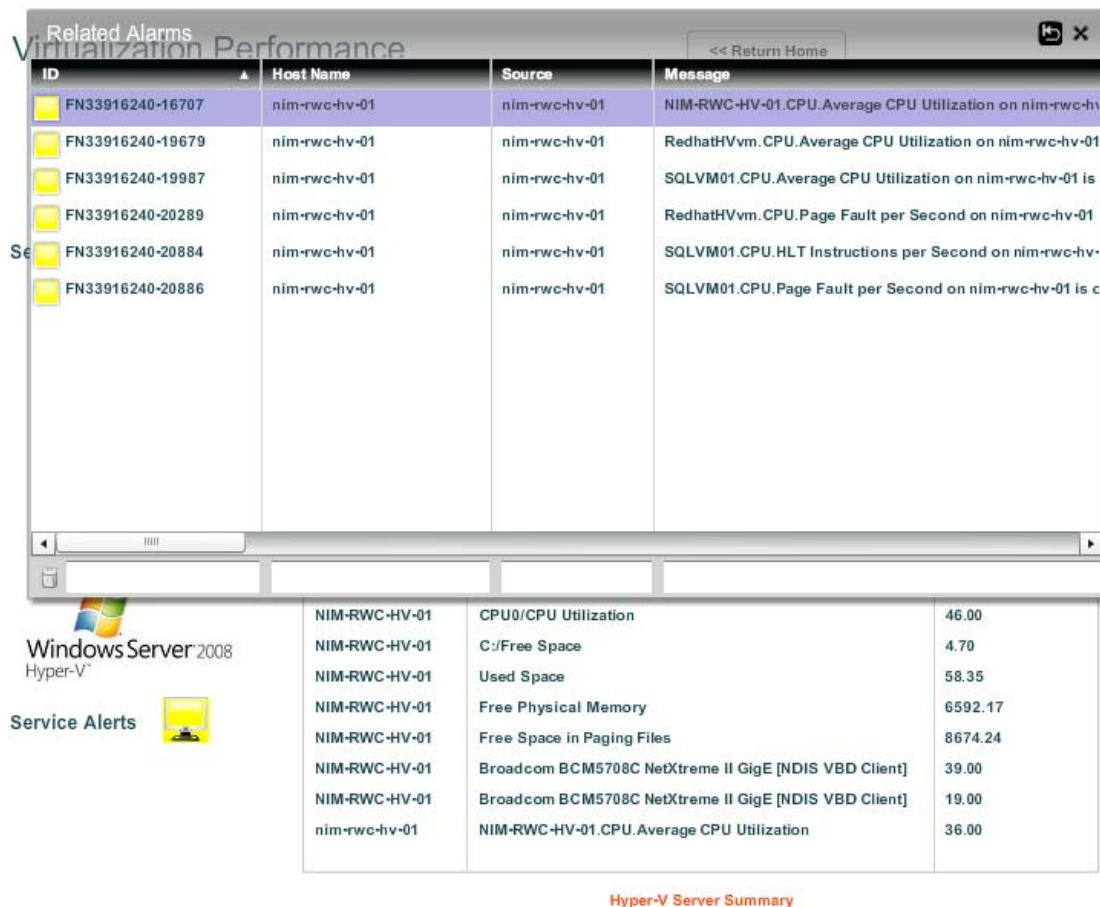 Related Alarms
Virtualization Performance
<< Return Home
ID Host Name Source Message
FN33916240-16707 nim-rwc-hv-01 nim-rwc-hv-01 NIM-RWC-HV-01.CPU.Average CPU Utilization on nim-rwc-hv
FN33916240-19679 nim-rwc-hv-01 nim-rwc-hv-01 RedhatHVvm.CPU.Average CPU Utilization on nim-rwc-hv-01
FN33916240-19987 nim-rwc-hv-01 nim-rwc-hv-01 SQLVM01.CPU.Average CPU Utilization on nim-rwc-hv-01 is
FN33916240-20289 nim-rwc-hv-01 nim-rwc-hv-01 RedhatHVvm.CPU.Page Fault per Second on nim-rwc-hv-01
Se FN33916240-20884 nim-rwc-hv-01 nim-rwc-hv-01 SQLVM01.CPU.HLT Instructions per Second on nim-rwc-hv-
FN33916240-20886 nim-rwc-hv-01 nim-rwc-hv-01 SQLVM01.CPU.Page Fault per Second on nim-rwc-hv-01 is c
NIM-RWC-HV-01 CPU0/CPU Utilization 46.00
Windows Server 2008
Hyper-V™
NIM-RWC-HV-01 C:/Free Space 4.70
NIM-RWC-HV-01 Used Space 58.35
NIM-RWC-HV-01 Free Physical Memory 6592.17
Service Alerts
NIM-RWC-HV-01 Free Space in Paging Files 8674.24
NIM-RWC-HV-01 Broadcom BCM5708C NetXtreme II GigE [NDIS VBD Client] 39.00
NIM-RWC-HV-01 Broadcom BCM5708C NetXtreme II GigE [NDIS VBD Client] 19.00
nim-rwc-hv-01 NIM-RWC-HV-01.CPU.Average CPU Utilization 36.00
Hyper-V Server Summary